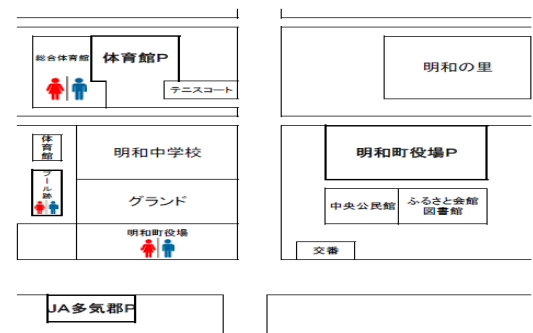 総合体育館
体育館P
テニスコート
明和の里
体育館
明和中学校
明和町役場P
プール跡
グランド
中央公民館
ふるさと会館
図書館
明和町役場
交番
JA多気郡P